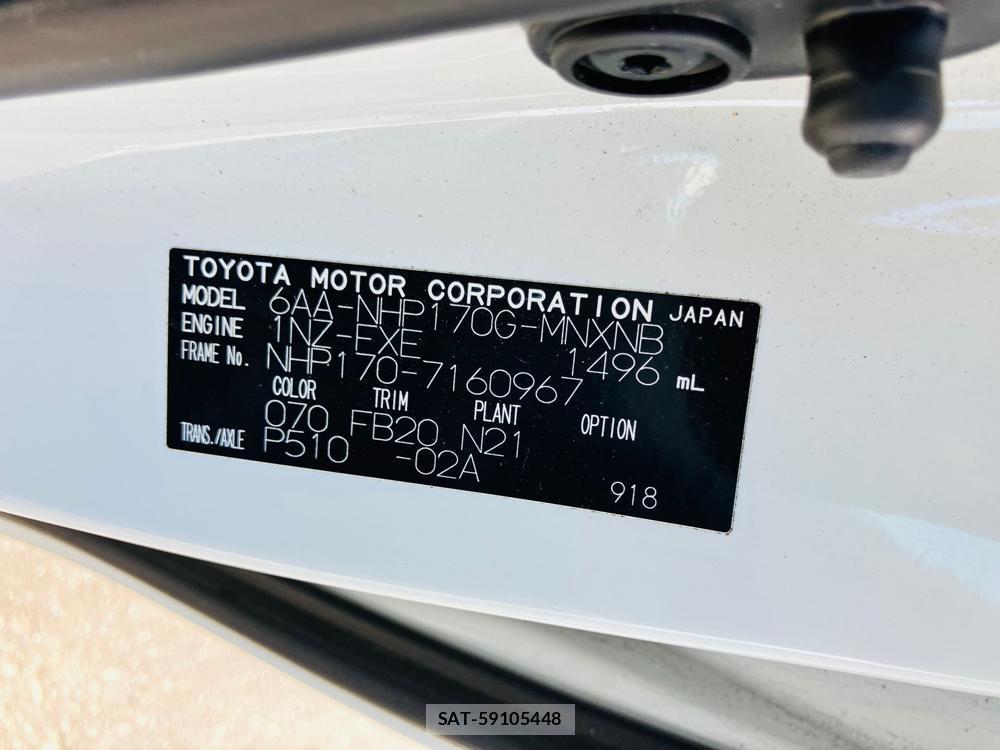 TOYOTA MOTOR CORPORATION JAPAN
MODEL 6AA-NHP170G-MNXNB
ENGINE 1NZ-FXE 1496 mL
FRAME No. NHP170-7160967
COLOR TRIM PLANT OPTION
070 FB20 N21
TRANS./AXLE P510 -02A
918
SAT-59105448